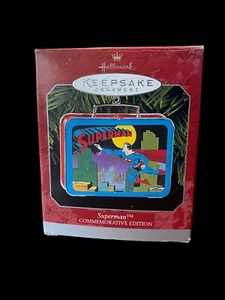 Hallmark
KEEPSAKE
ORNAMENT
SUPERMAN
Superman™
COMMEMORATIVE EDITION